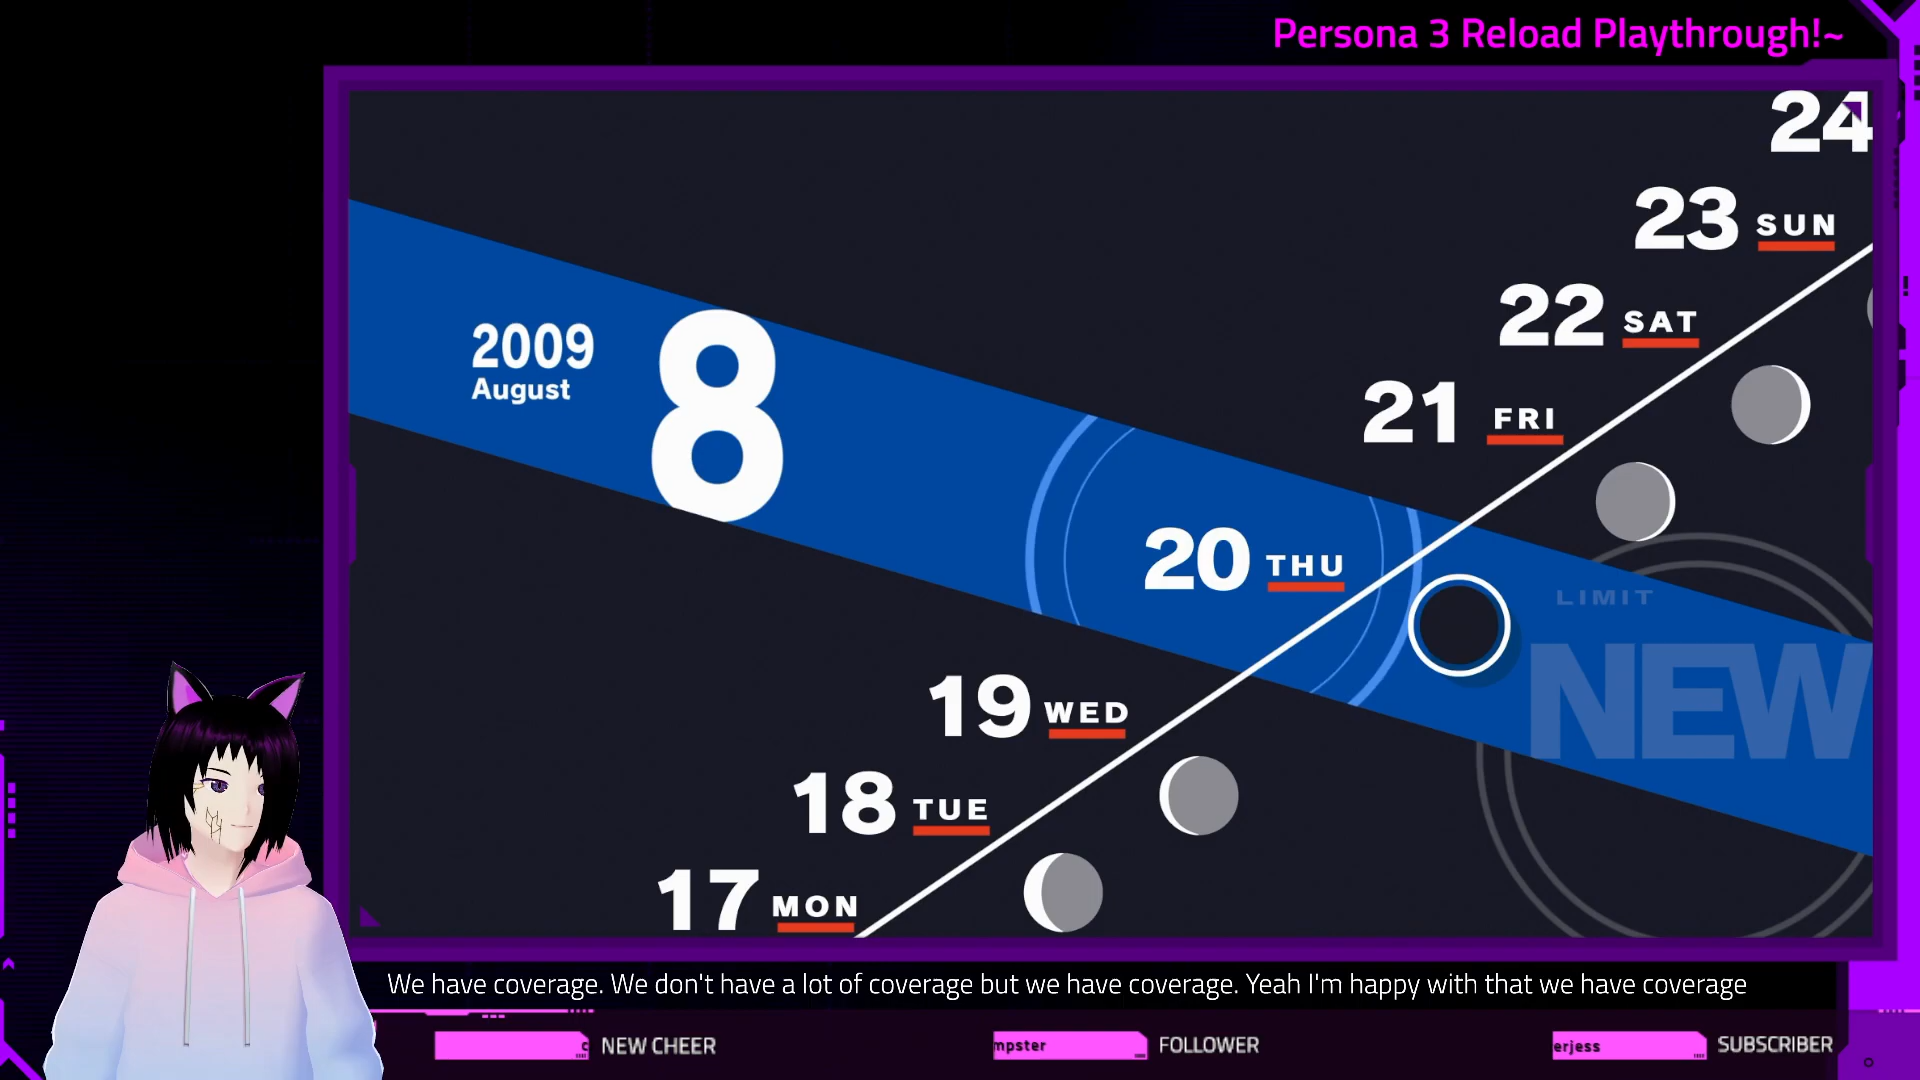 Persona 3 Reload Playthrough!~
24
23 SUN
22 SAT
21 FRI
2009
August
8
20 THU
LIMIT
NEW
19 WED
18 TUE
17 MON
We have coverage. We don't have a lot of coverage but we have coverage. Yeah I'm happy with that we have coverage
NEW CHEER
mpster FOLLOWER
erjess SUBSCRIBER